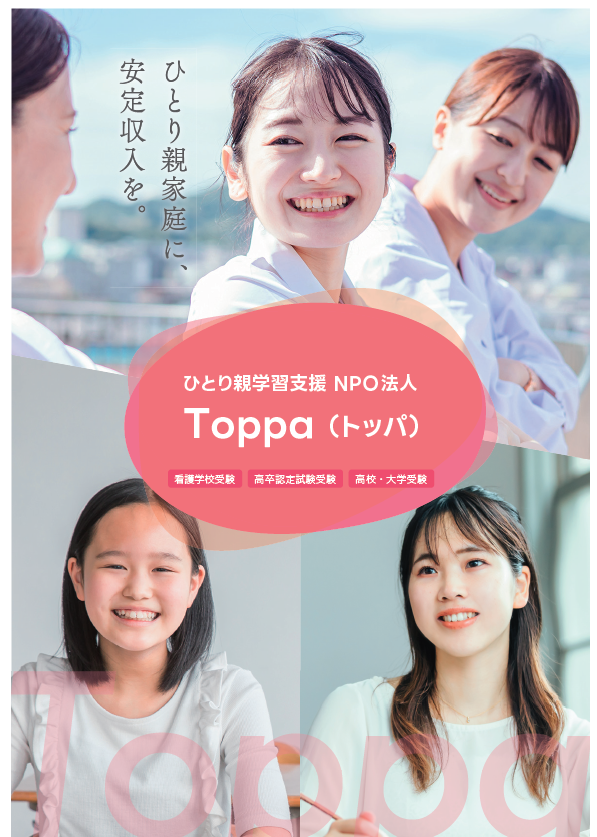 ひとり親家庭に、
安定収入を。
ひとり親学習支援 NPO法人
Toppa（トッパ）
看護学校受験 高卒認定試験受験 高校・大学受験
Toppa